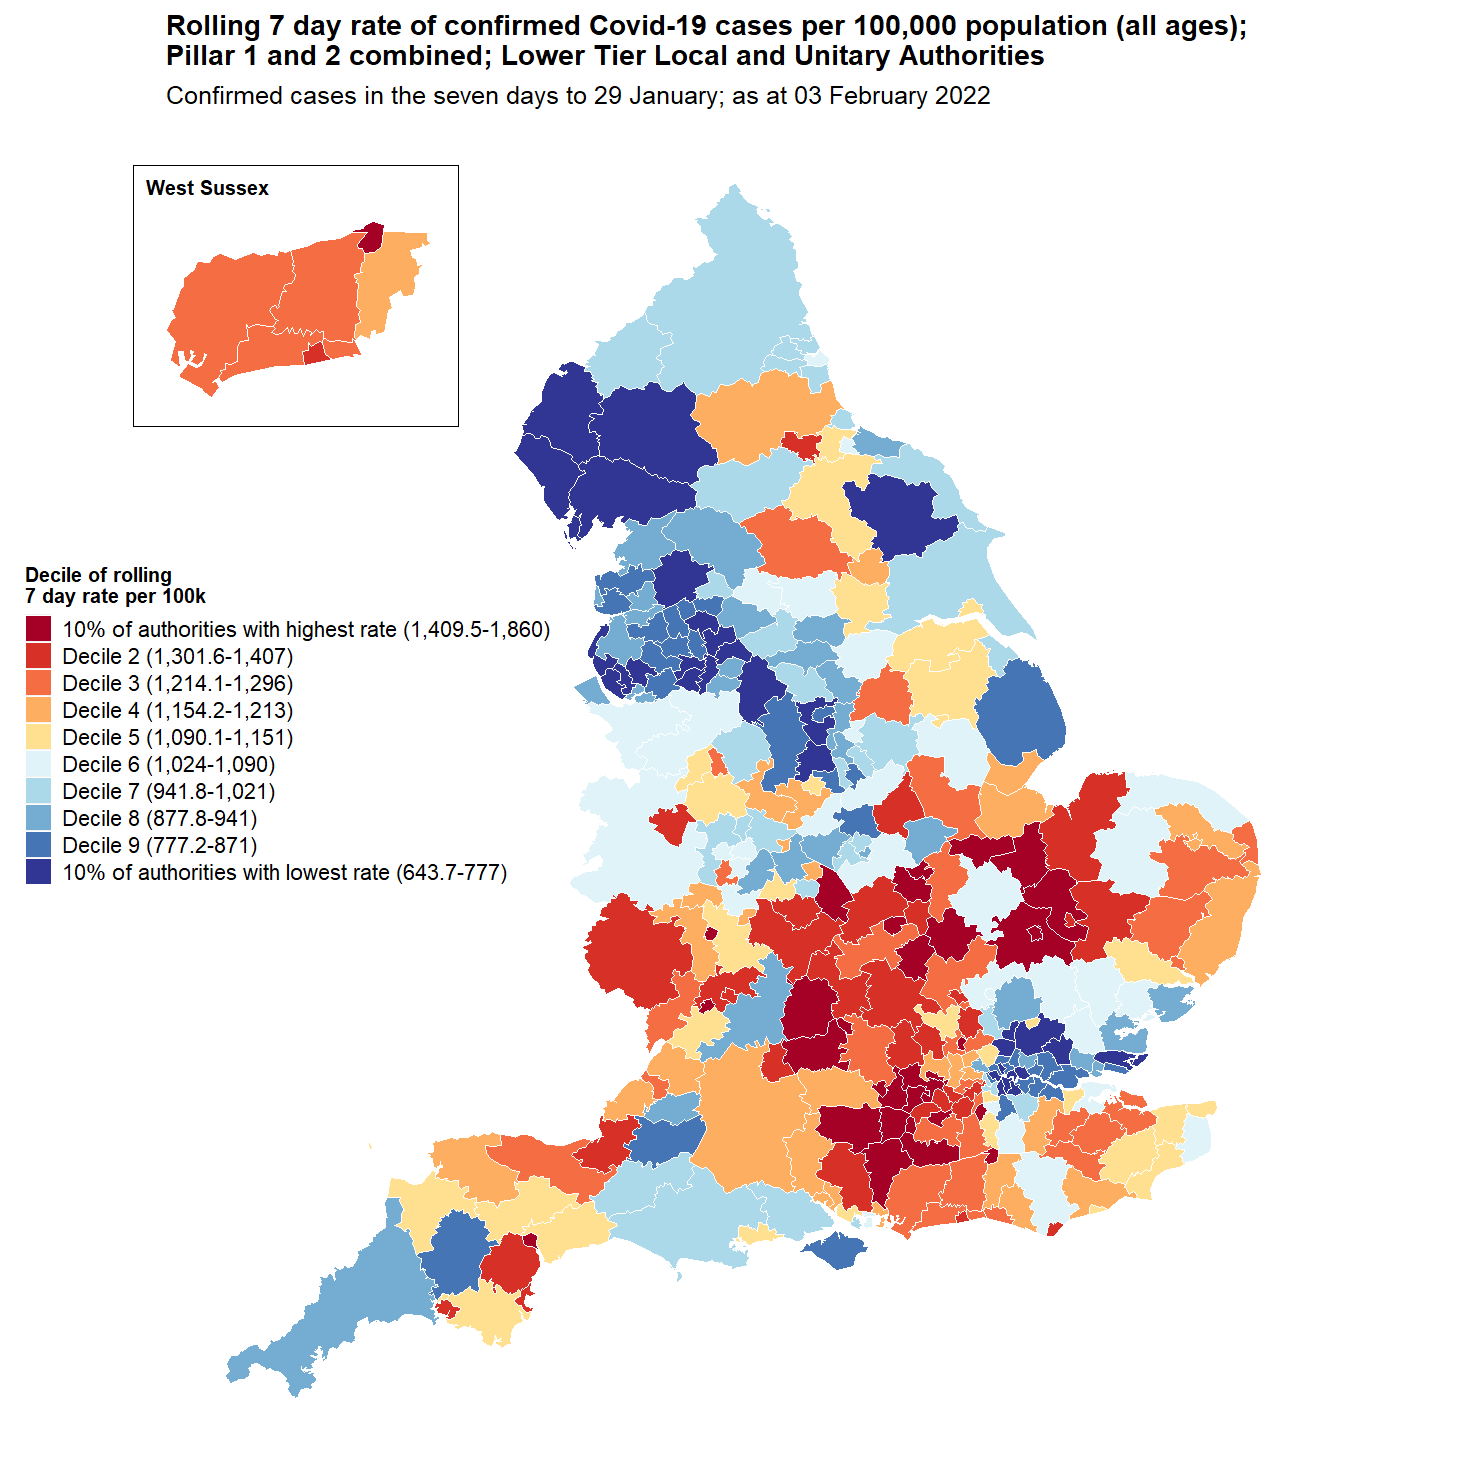 Rolling 7 day rate of confirmed Covid-19 cases per 100,000 population (all ages);
Pillar 1 and 2 combined; Lower Tier Local and Unitary Authorities
Confirmed cases in the seven days to 29 January; as at 03 February 2022
West Sussex
Decile of rolling
7 day rate per 100k
10% of authorities with highest rate (1,409.5-1,860)
Decile 2 (1,301.6-1,407)
Decile 3 (1,214.1-1,296)
Decile 4 (1,154.2-1,213)
Decile 5 (1,090.1-1,151)
Decile 6 (1,024-1,090)
Decile 7 (941.8-1,021)
Decile 8 (877.8-941)
Decile 9 (777.2-871)
10% of authorities with lowest rate (643.7-777)